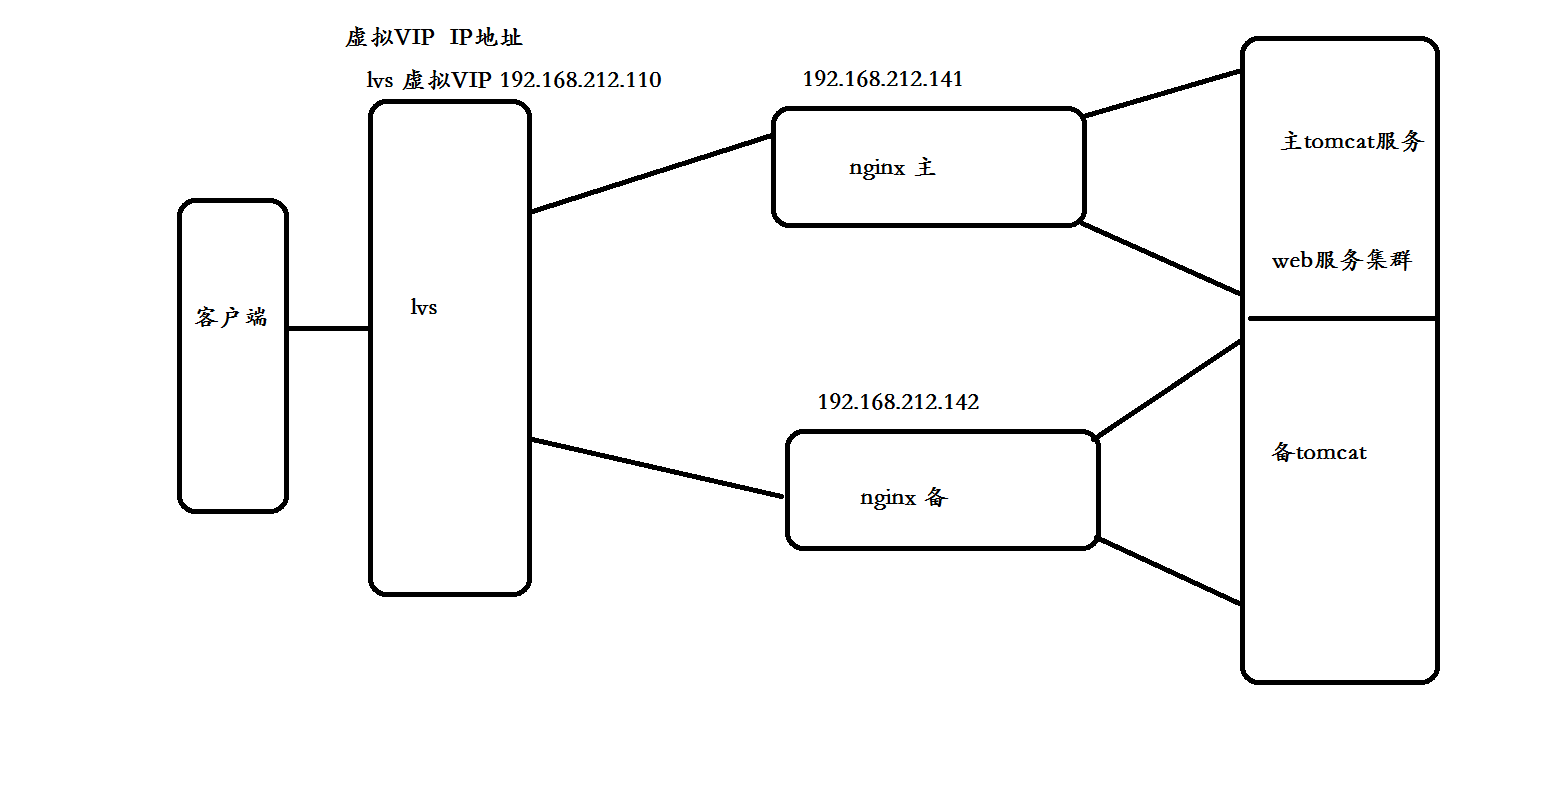 虚拟VIP IP地址
lvs 虚拟VIP 192.168.212.110
客户端
lvs
192.168.212.141
nginx 主
192.168.212.142
nginx 备
主tomcat服务
web服务集群
备tomcat